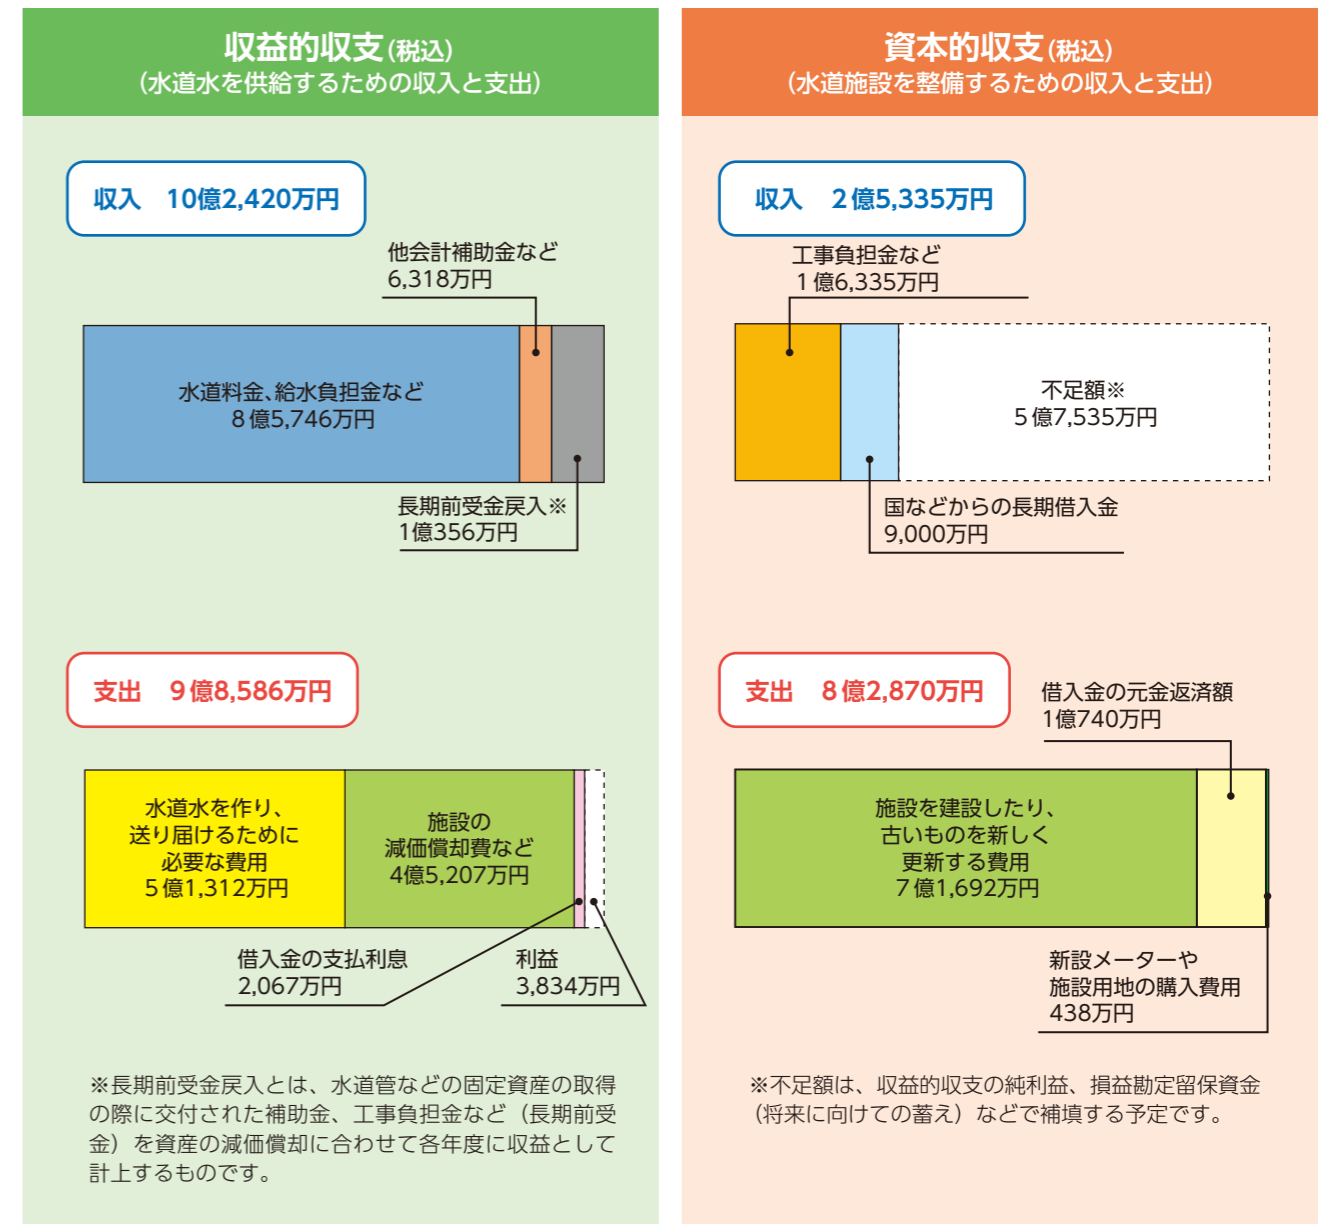 収益的収支(税込)
(水道水を供給するための収入と支出)
収入 10億2,420万円
他会計補助金など
6,318万円
水道料金、給水負担金など
8億5,746万円
長期前受金戻入※
1億356万円
支出 9億8,586万円
水道水を作り、
送り届けるために
必要な費用
5億1,312万円
施設の
減価償却費など
4億5,207万円
借入金の支払利息
2,067万円
利益
3,834万円
※長期前受金戻入とは、水道管などの固定資産の取得
の際に交付された補助金、工事負担金など(長期前受
金)を資産の減価償却に合わせて各年度に収益として
計上するものです。
資本的収支(税込)
(水道施設を整備するための収入と支出)
収入 2億5,335万円
工事負担金など
1億6,335万円
不足額※
5億7,535万円
国などからの長期借入金
9,000万円
支出 8億2,870万円
借入金の元金返済額
1億740万円
施設を建設したり、
古いものを新しく
更新する費用
7億1,692万円
新設メーターや
施設用地の購入費用
438万円
※不足額は、収益的収支の純利益、損益勘定留保資金
(将来に向けての蓄え)などで補填する予定です。